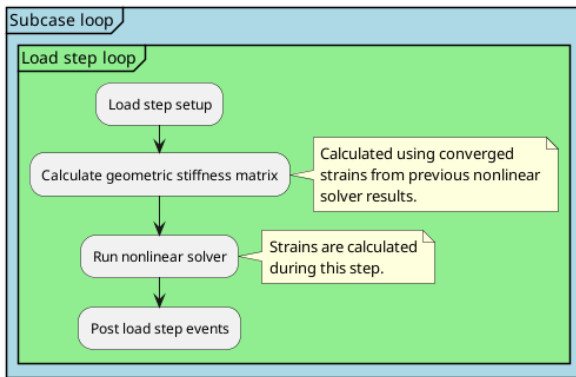 Subcase loop
Load step loop
Load step setup
Calculate geometric stiffness matrix
Calculated using converged
strains from previous nonlinear
solver results.
Run nonlinear solver
Strains are calculated
during this step.
Post load step events